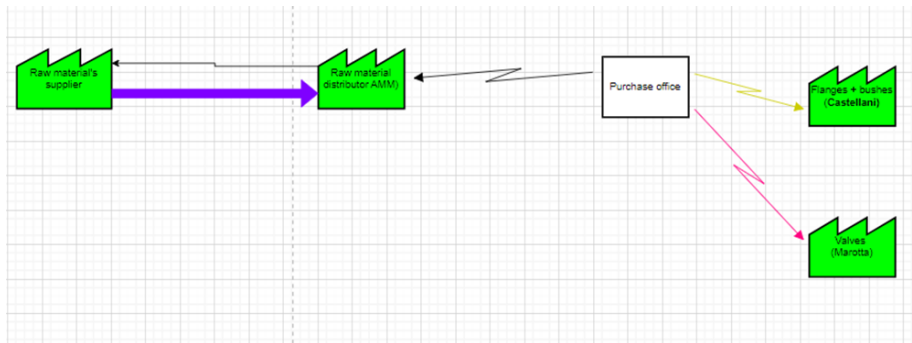 Raw material's
supplier
Raw material
distributor AMM)
Purchase office
Flanges + bushes
(Castellani)
Valves
(Marotta)